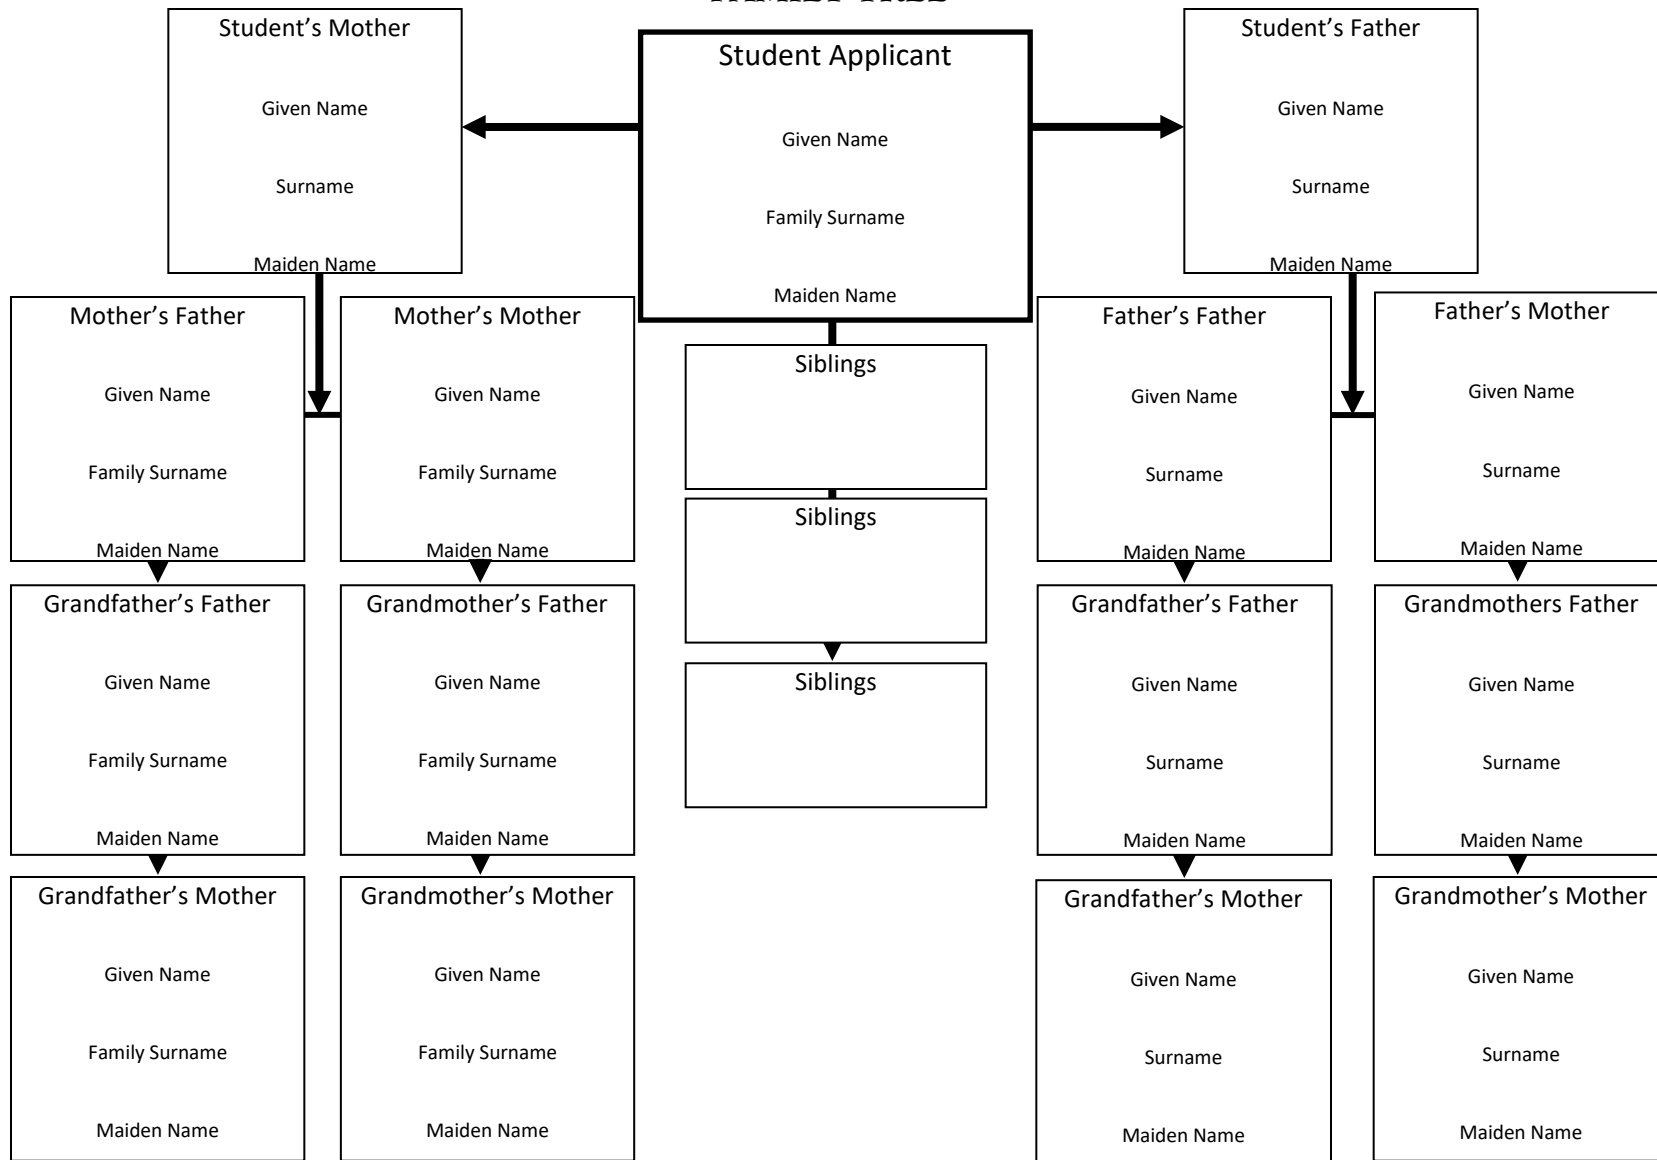 FAMILY TREE
Student's Mother
Given Name
Surname
Maiden Name
Student Applicant
Given Name
Family Surname
Maiden Name
Student's Father
Given Name
Surname
Maiden Name
Mother's Father
Given Name
Family Surname
Maiden Name
Mother's Mother
Given Name
Family Surname
Maiden Name
Siblings
Siblings
Siblings
Father's Father
Given Name
Surname
Maiden Name
Father's Mother
Given Name
Surname
Maiden Name
Grandfather's Father
Given Name
Family Surname
Maiden Name
Grandmother's Father
Given Name
Family Surname
Maiden Name
Grandfather's Father
Given Name
Surname
Maiden Name
Grandmothers Father
Given Name
Surname
Maiden Name
Grandfather's Mother
Given Name
Family Surname
Maiden Name
Grandmother's Mother
Given Name
Family Surname
Maiden Name
Grandfather's Mother
Given Name
Surname
Maiden Name
Grandmother's Mother
Given Name
Surname
Maiden Name